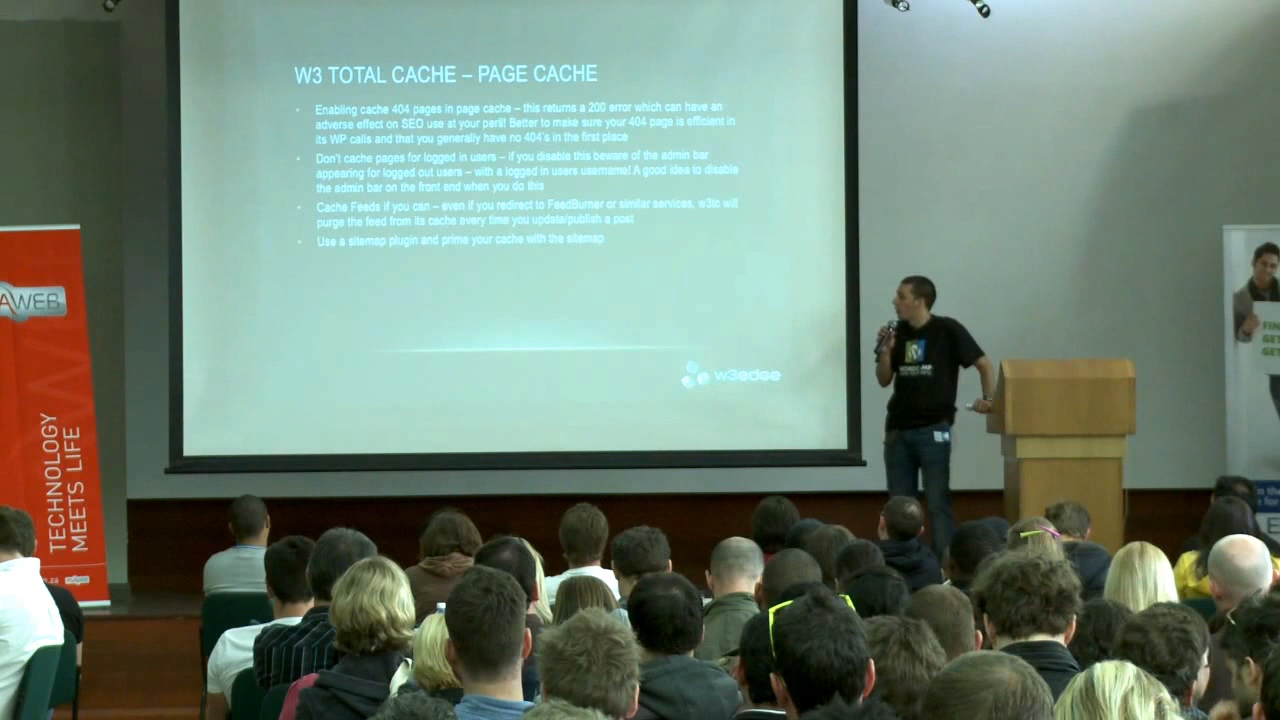 W3 TOTAL CACHE – PAGE CACHE
• Enabling cache 404 pages in page cache – this returns a 200 error which can have an
adverse effect on SEO use at your peril! Better to make sure your 404 page is efficient in
its WP calls and that you generally have no 404's in the first place
• Don't cache pages for logged in users – if you disable this beware of the admin bar
appearing for logged out users – with a logged in users username! A good idea to disable
the admin bar on the front end when you do this
• Cache Feeds if you can – even if you redirect to FeedBurner or similar services, w3tc will
purge the feed from its cache every time you update/publish a post
• Use a sitemap plugin and prime your cache with the sitemap
w3edge
AWEB
TECHNOLOGY
MEETS LIFE